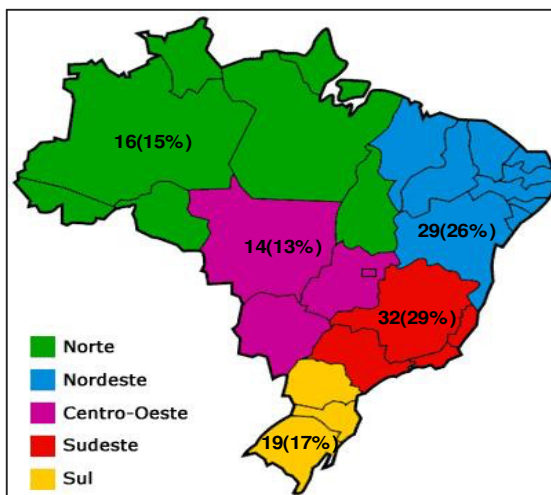 16(15%)
29(26%)
14(13%)
32(29%)
19(17%)
Norte
Nordeste
Centro-Oeste
Sudeste
Sul